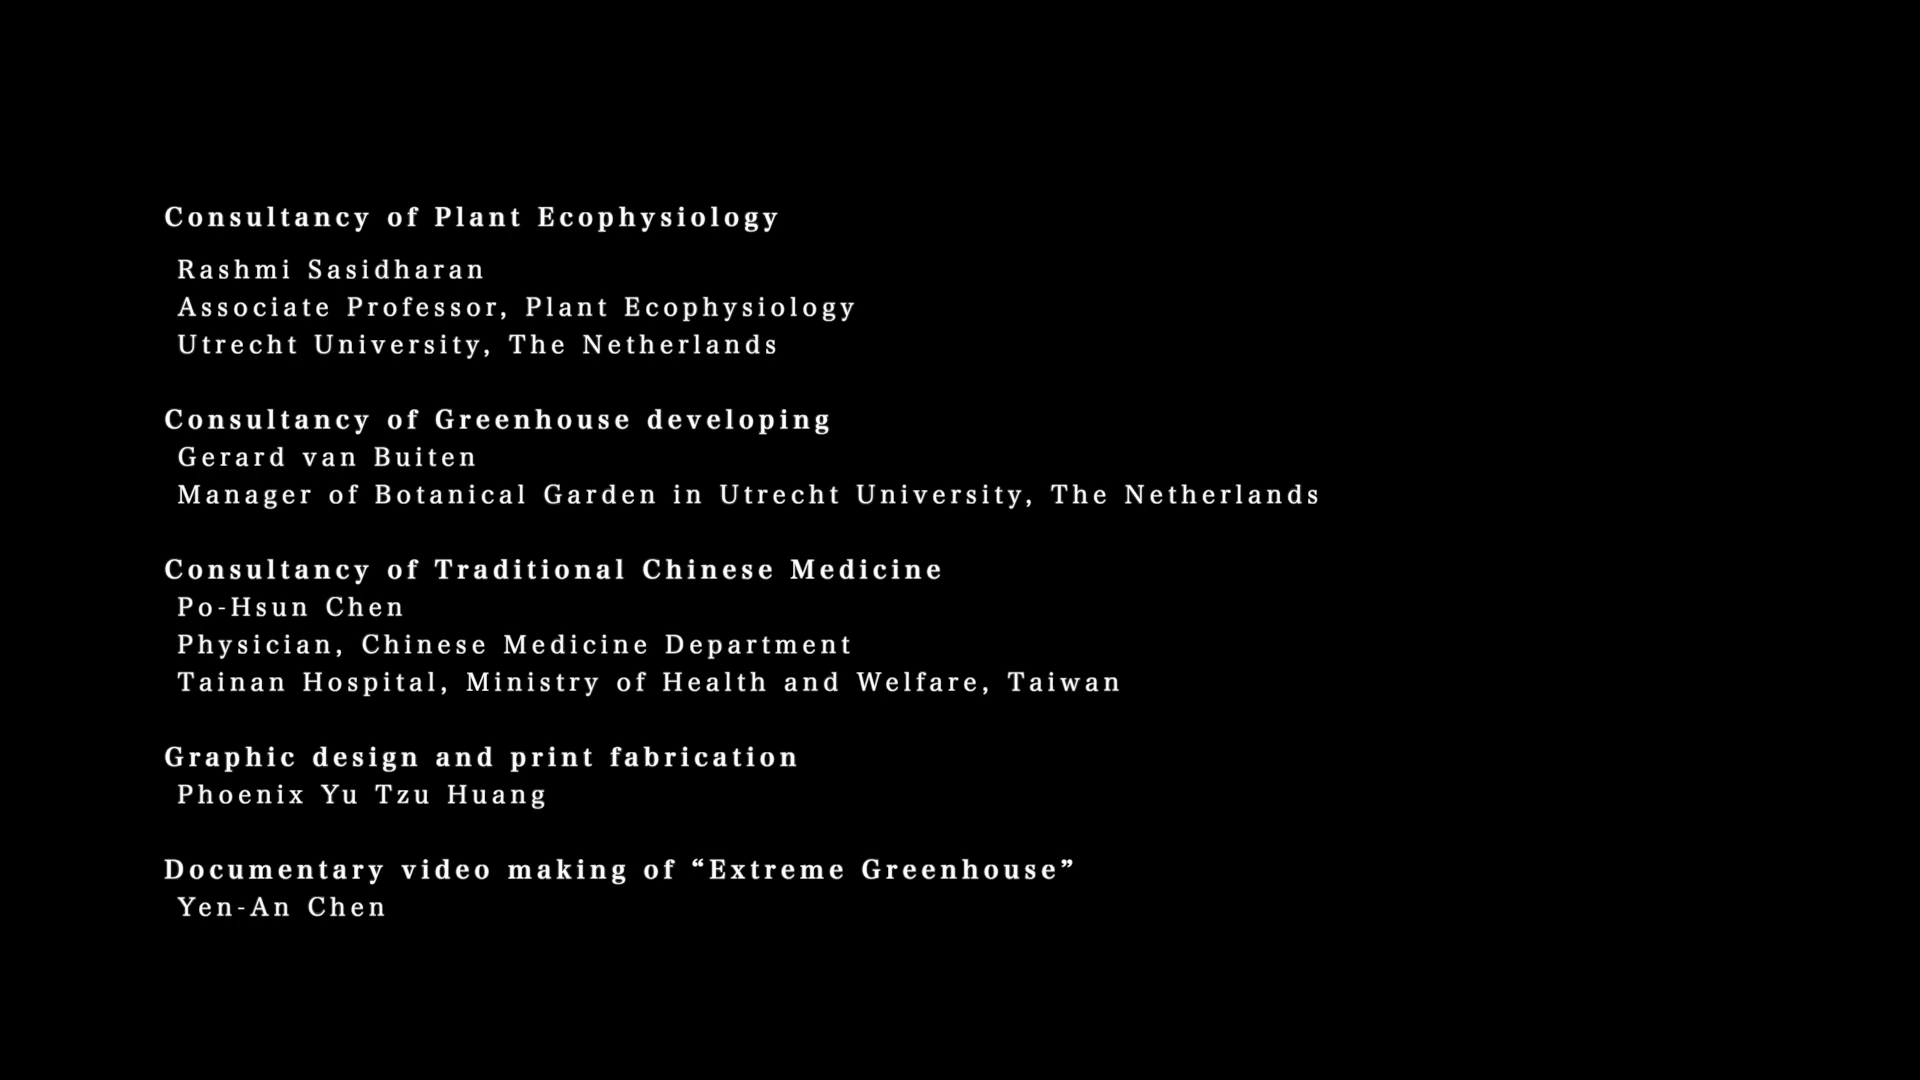 Consultancy of Plant Ecophysiology
Rashmi Sasidharan
Associate Professor, Plant Ecophysiology
Utrecht University, The Netherlands
Consultancy of Greenhouse developing
Gerard van Buiten
Manager of Botanical Garden in Utrecht University, The Netherlands
Consultancy of Traditional Chinese Medicine
Po-Hsun Chen
Physician, Chinese Medicine Department
Tainan Hospital, Ministry of Health and Welfare, Taiwan
Graphic design and print fabrication
Phoenix Yu Tzu Huang
Documentary video making of “Extreme Greenhouse”
Yen-An Chen